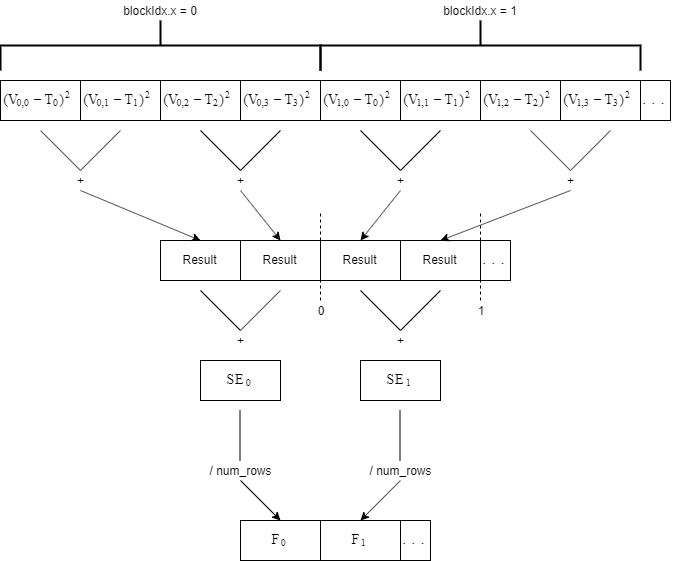 blockIdx.x = 0 blockIdx.x = 1
(V₀,₀ − T₀)² (V₀,₁ − T₁)² (V₀,₂ − T₂)² (V₀,₃ − T₃)² (V₁,₀ − T₀)² (V₁,₁ − T₁)² (V₁,₂ − T₂)² (V₁,₃ − T₃)² . . .
+ + + +
Result Result Result Result . . .
0 1
+ +
SE₀ SE₁
/ num_rows / num_rows
F₀ F₁ . . .